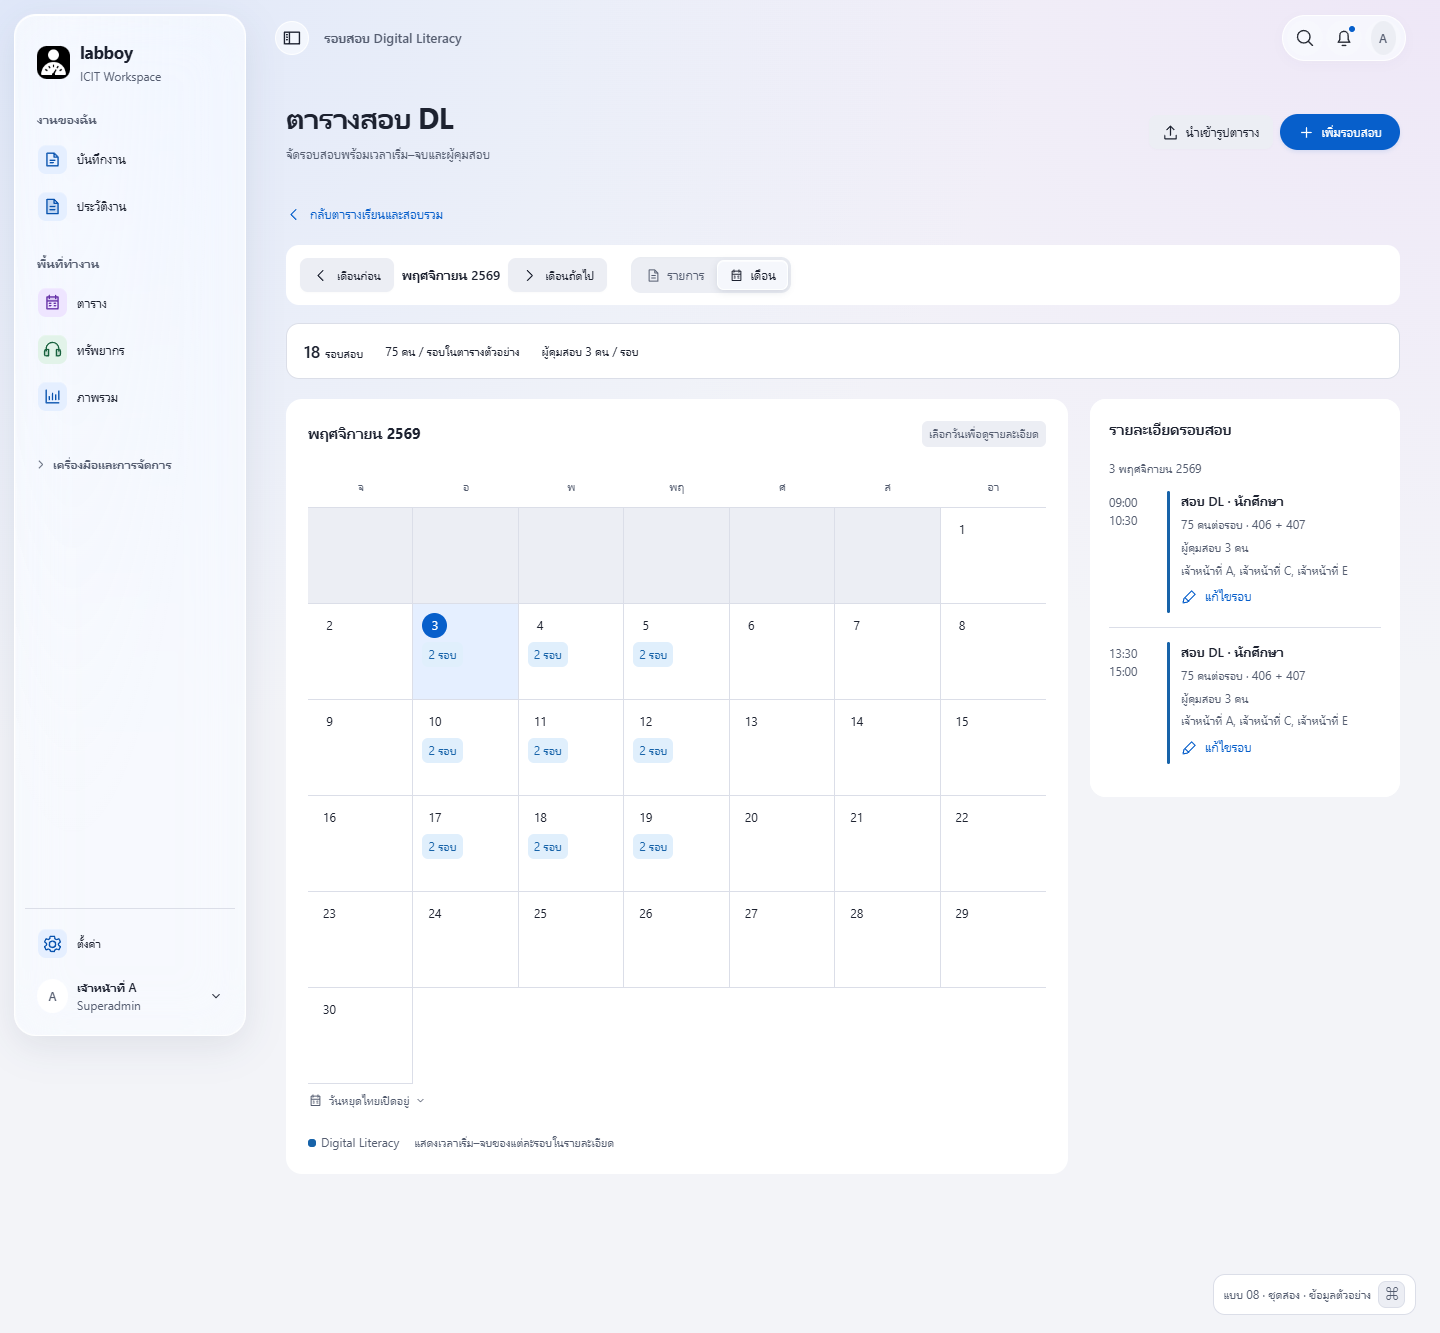 labboy
ICIT Workspace
งานของฉัน
บันทึกงาน
ประวัติงาน
พื้นที่ทำงาน
ตาราง
ทรัพยากร
ภาพรวม
เครื่องมือและการจัดการ
ตั้งค่า
A
เจ้าหน้าที่ A
Superadmin
รอบสอบ Digital Literacy
A
ตารางสอบ DL
จัดรอบสอบพร้อมเวลาเริ่ม–จบและผู้คุมสอบ
นำเข้ารูปตาราง
เพิ่มรอบสอบ
กลับตารางเรียนและสอบรวม
เดือนก่อน
พฤศจิกายน 2569
เดือนถัดไป
รายการ
เดือน
18 รอบสอบ
75 คน / รอบในตารางตัวอย่าง
ผู้คุมสอบ 3 คน / รอบ
พฤศจิกายน 2569
เลือกวันเพื่อดูรายละเอียด
จ อ พ พฤ ศ ส อา
1
2 3 4 5 6 7 8
2 รอบ 2 รอบ 2 รอบ
9 10 11 12 13 14 15
2 รอบ 2 รอบ 2 รอบ
16 17 18 19 20 21 22
2 รอบ 2 รอบ 2 รอบ
23 24 25 26 27 28 29
30
วันหยุดไทยเปิดอยู่
Digital Literacy
แสดงเวลาเริ่ม–จบของแต่ละรอบในรายละเอียด
รายละเอียดรอบสอบ
3 พฤศจิกายน 2569
09:00
10:30
สอบ DL · นักศึกษา
75 คนต่อรอบ · 406 + 407
ผู้คุมสอบ 3 คน
เจ้าหน้าที่ A, เจ้าหน้าที่ C, เจ้าหน้าที่ E
แก้ไขรอบ
13:30
15:00
สอบ DL · นักศึกษา
75 คนต่อรอบ · 406 + 407
ผู้คุมสอบ 3 คน
เจ้าหน้าที่ A, เจ้าหน้าที่ C, เจ้าหน้าที่ E
แก้ไขรอบ
แบบ 08 · ชุดสอง · ข้อมูลตัวอย่าง ⌘